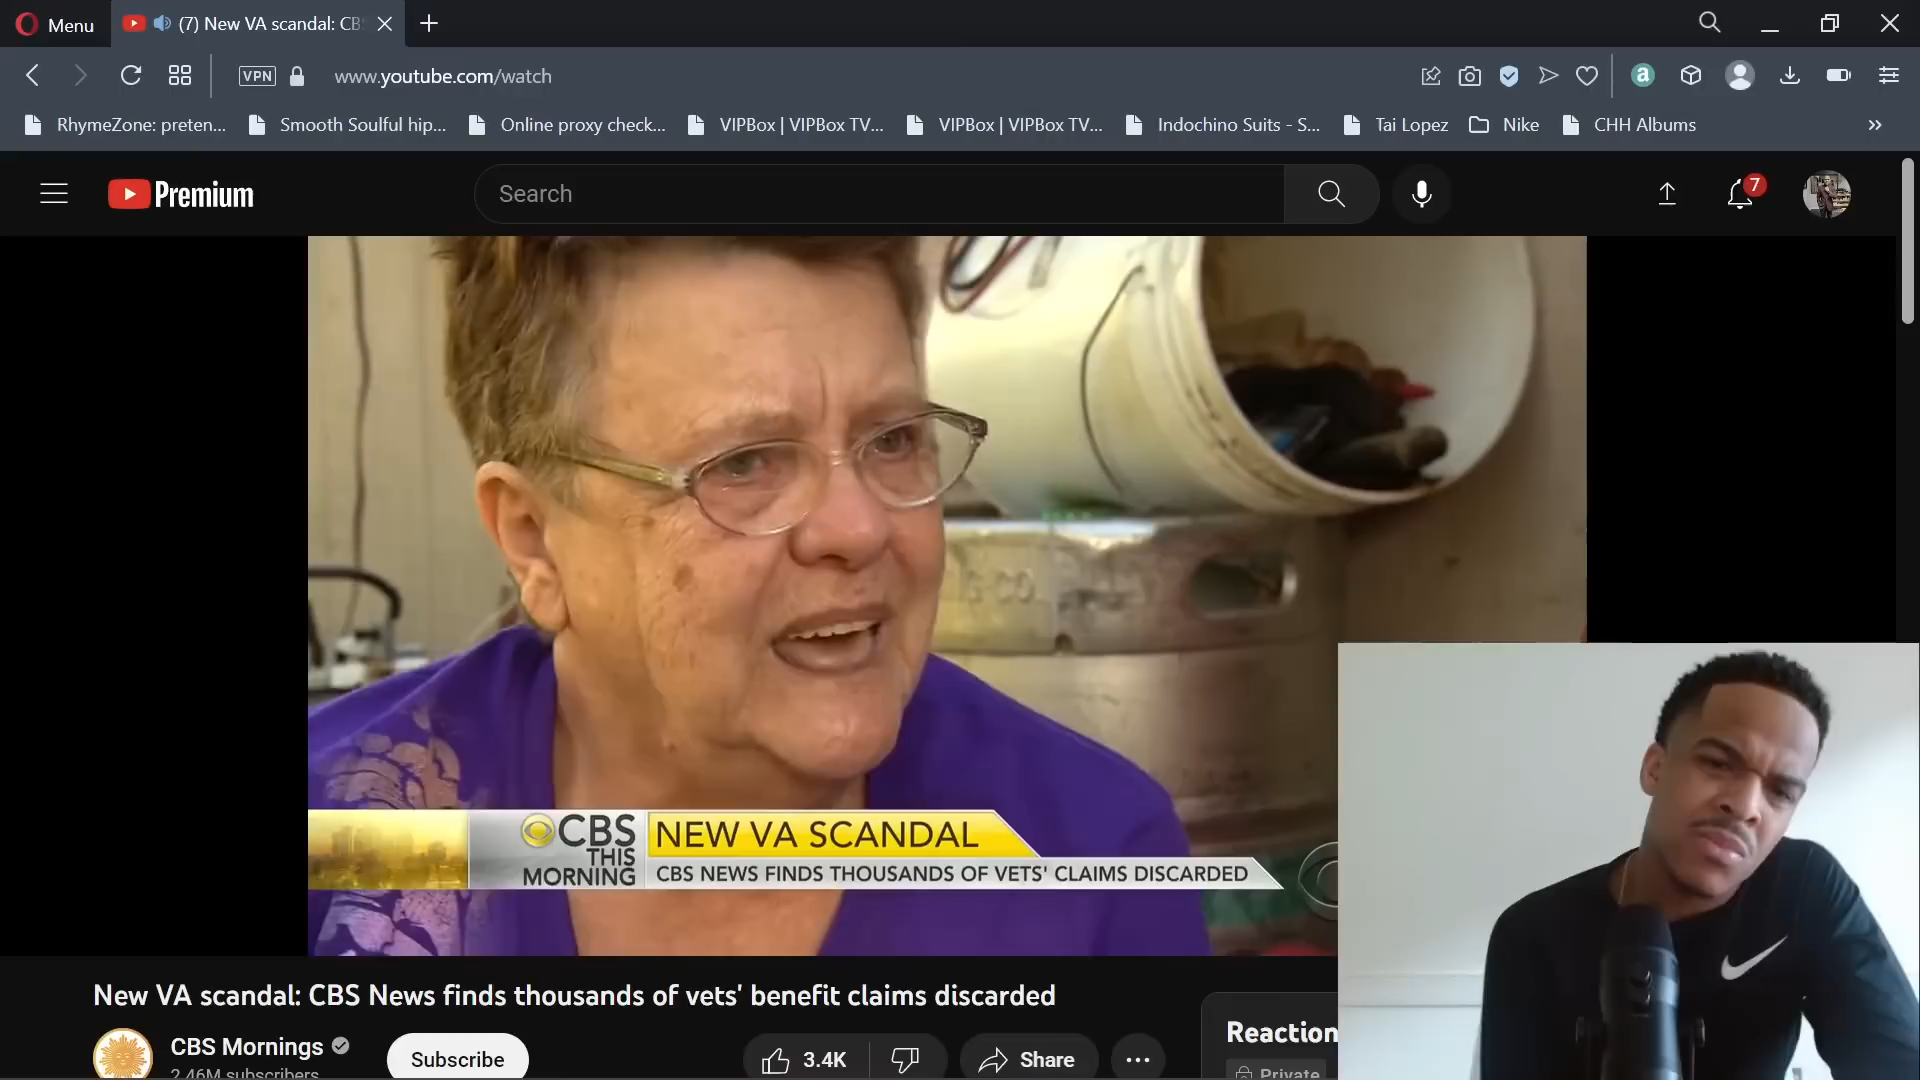 Menu
(7) New VA scandal: CB
VPN
www.youtube.com/watch
a
RhymeZone: preten...
Smooth Soulful hip...
Online proxy check...
VIPBox | VIPBox TV...
VIPBox | VIPBox TV...
Indochino Suits - S...
Tai Lopez
Nike
CHH Albums
Premium
Search
7
CBS
THIS
MORNING
NEW VA SCANDAL
CBS NEWS FINDS THOUSANDS OF VETS' CLAIMS DISCARDED
New VA scandal: CBS News finds thousands of vets' benefit claims discarded
CBS Mornings
2.46M subscribers
Subscribe
3.4K
Share
Reaction
Private